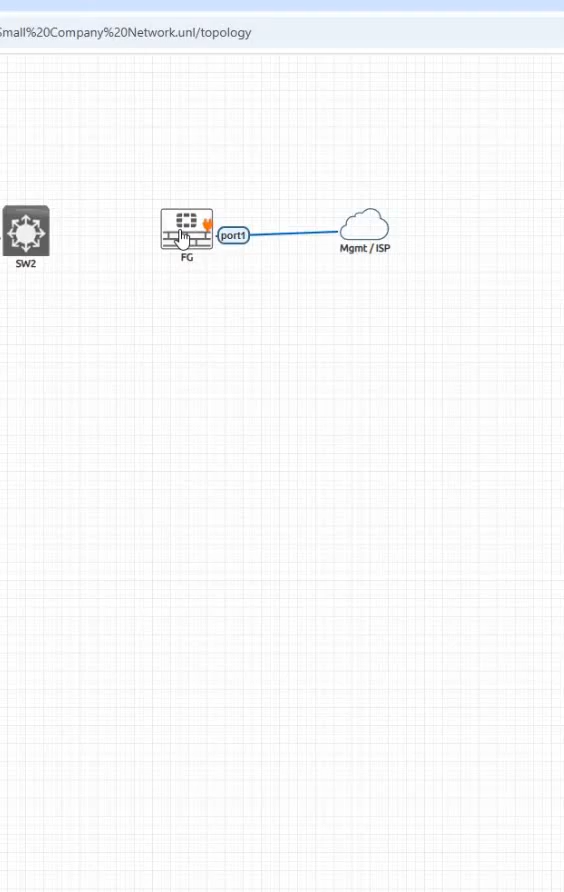 Small%20Company%20Network.unl/topology
port1
Mgmt / ISP
FG
SW2